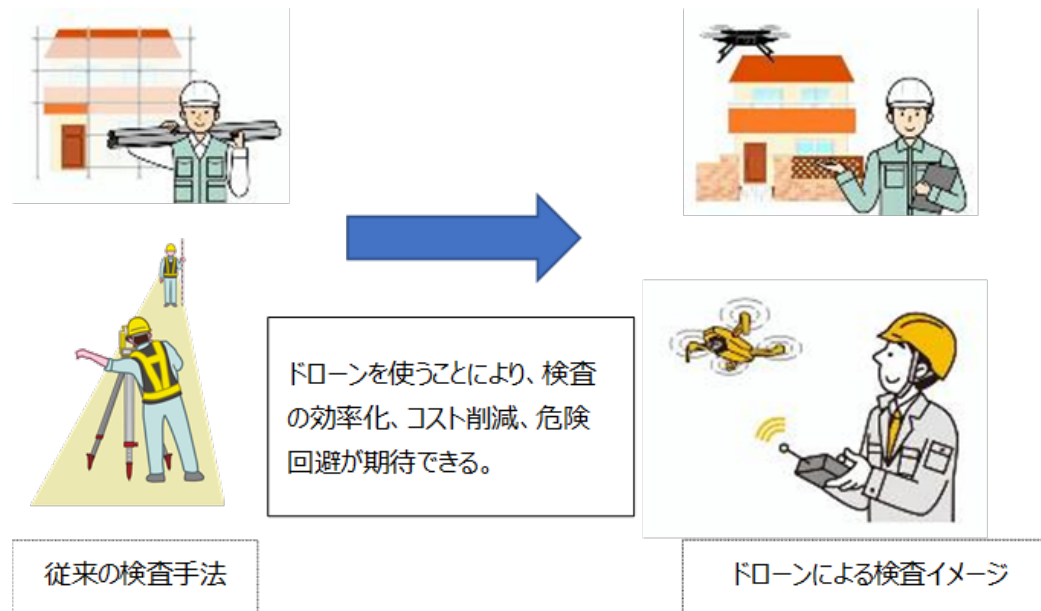 ドローンを使うことにより、検査
の効率化、コスト削減、危険
回避が期待できる。
従来の検査手法
ドローンによる検査イメージ